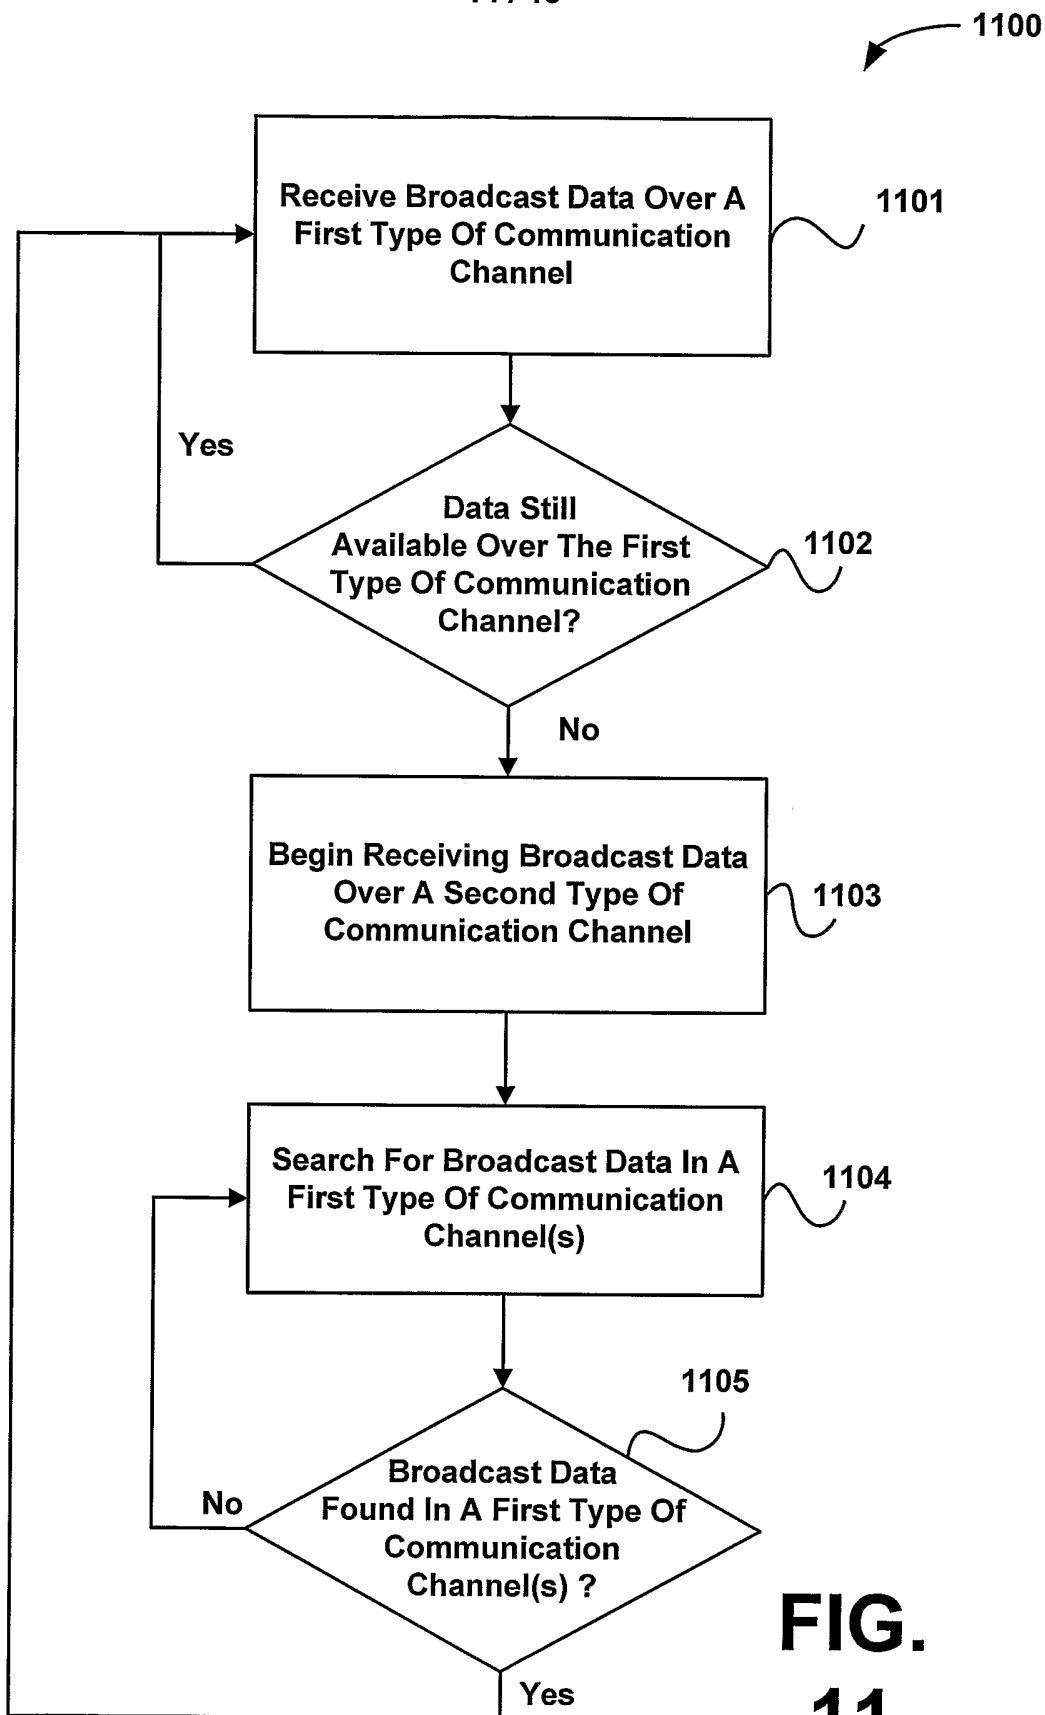 1100
Receive Broadcast Data Over A
First Type Of Communication
Channel
1101
Yes
Data Still
Available Over The First
Type Of Communication
Channel?
1102
No
Begin Receiving Broadcast Data
Over A Second Type Of
Communication Channel
1103
Search For Broadcast Data In A
First Type Of Communication
Channel(s)
1104
1105
Broadcast Data
Found In A First Type Of
Communication
Channel(s) ?
No
Yes
FIG.
11